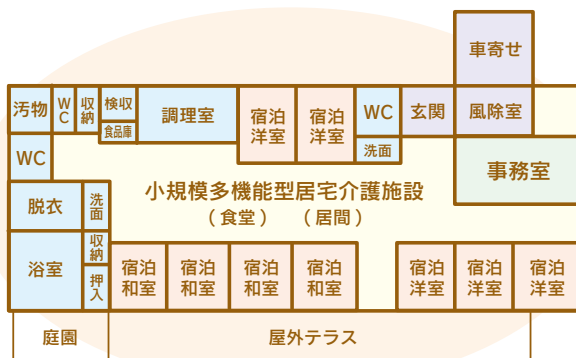 車寄せ
汚物
WC
収納
検収
食品庫
調理室
宿泊
洋室
宿泊
洋室
WC
洗面
玄関
風除室
WC
事務室
小規模多機能型居宅介護施設
（食堂）　（居間）
脱衣
洗面
浴室
収納
押入
宿泊
和室
宿泊
和室
宿泊
和室
宿泊
和室
宿泊
洋室
宿泊
洋室
宿泊
洋室
庭園
屋外テラス